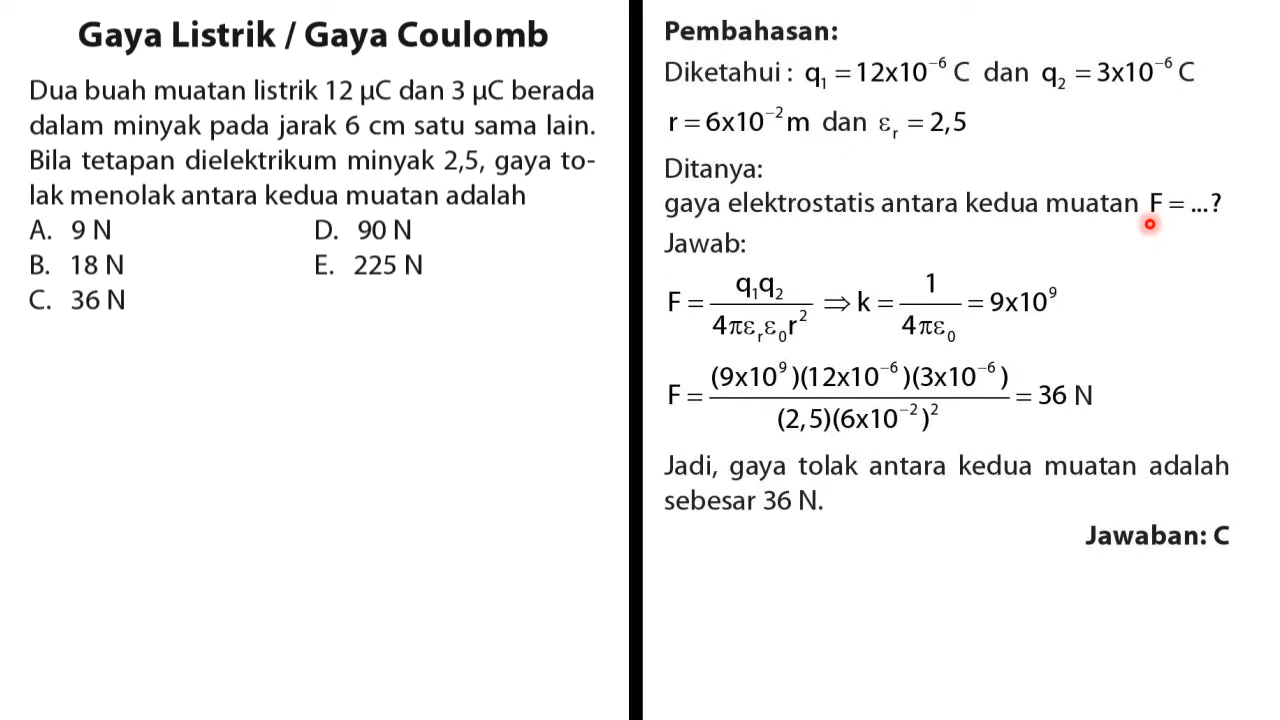 Gaya Listrik / Gaya Coulomb
Dua buah muatan listrik 12 μC dan 3 μC berada
dalam minyak pada jarak 6 cm satu sama lain.
Bila tetapan dielektrikum minyak 2,5, gaya to-
lak menolak antara kedua muatan adalah
A. 9 N D. 90 N
B. 18 N E. 225 N
C. 36 N
Pembahasan:
Diketahui : q₁ = 12x10⁻⁶ C dan q₂ = 3x10⁻⁶ C
r = 6x10⁻² m dan εᵣ = 2,5
Ditanya:
gaya elektrostatis antara kedua muatan F = ...?
Jawab:
F = q₁q₂ / 4πεᵣε₀r² ⇒ k = 1 / 4πε₀ = 9x10⁹
F = (9x10⁹)(12x10⁻⁶)(3x10⁻⁶) / (2,5)(6x10⁻²)² = 36 N
Jadi, gaya tolak antara kedua muatan adalah
sebesar 36 N.
Jawaban: C